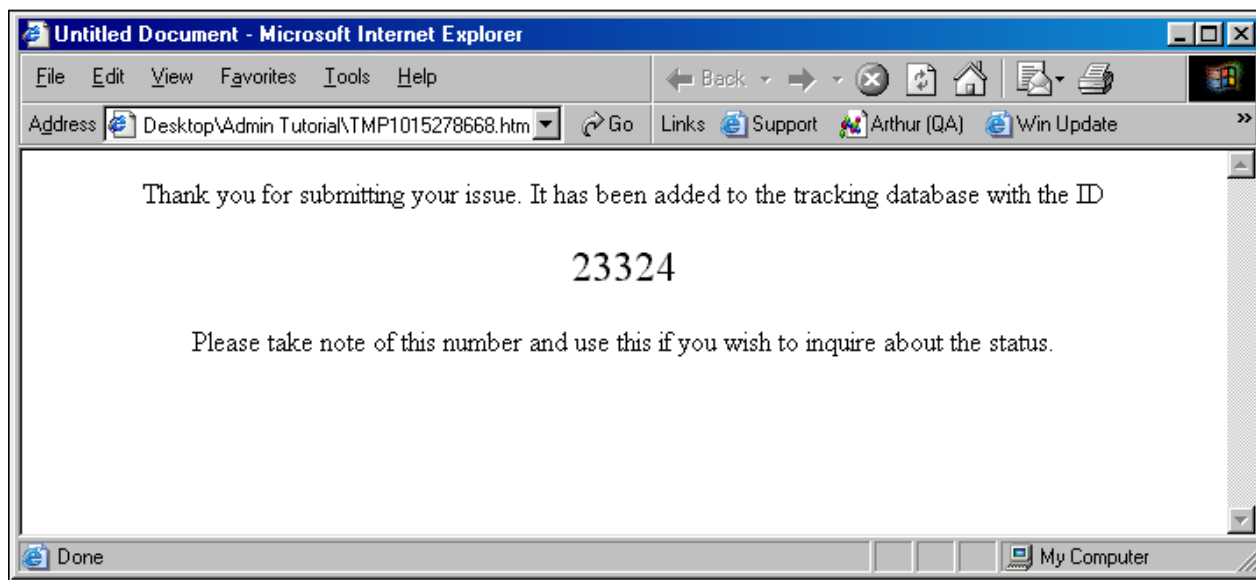 Untitled Document - Microsoft Internet Explorer
File Edit View Favorites Tools Help Back
Address Desktop\Admin Tutorial\TMP1015278668.htm Go Links Support Arthur (QA) Win Update »
Thank you for submitting your issue. It has been added to the tracking database with the ID
23324
Please take note of this number and use this if you wish to inquire about the status.
Done My Computer